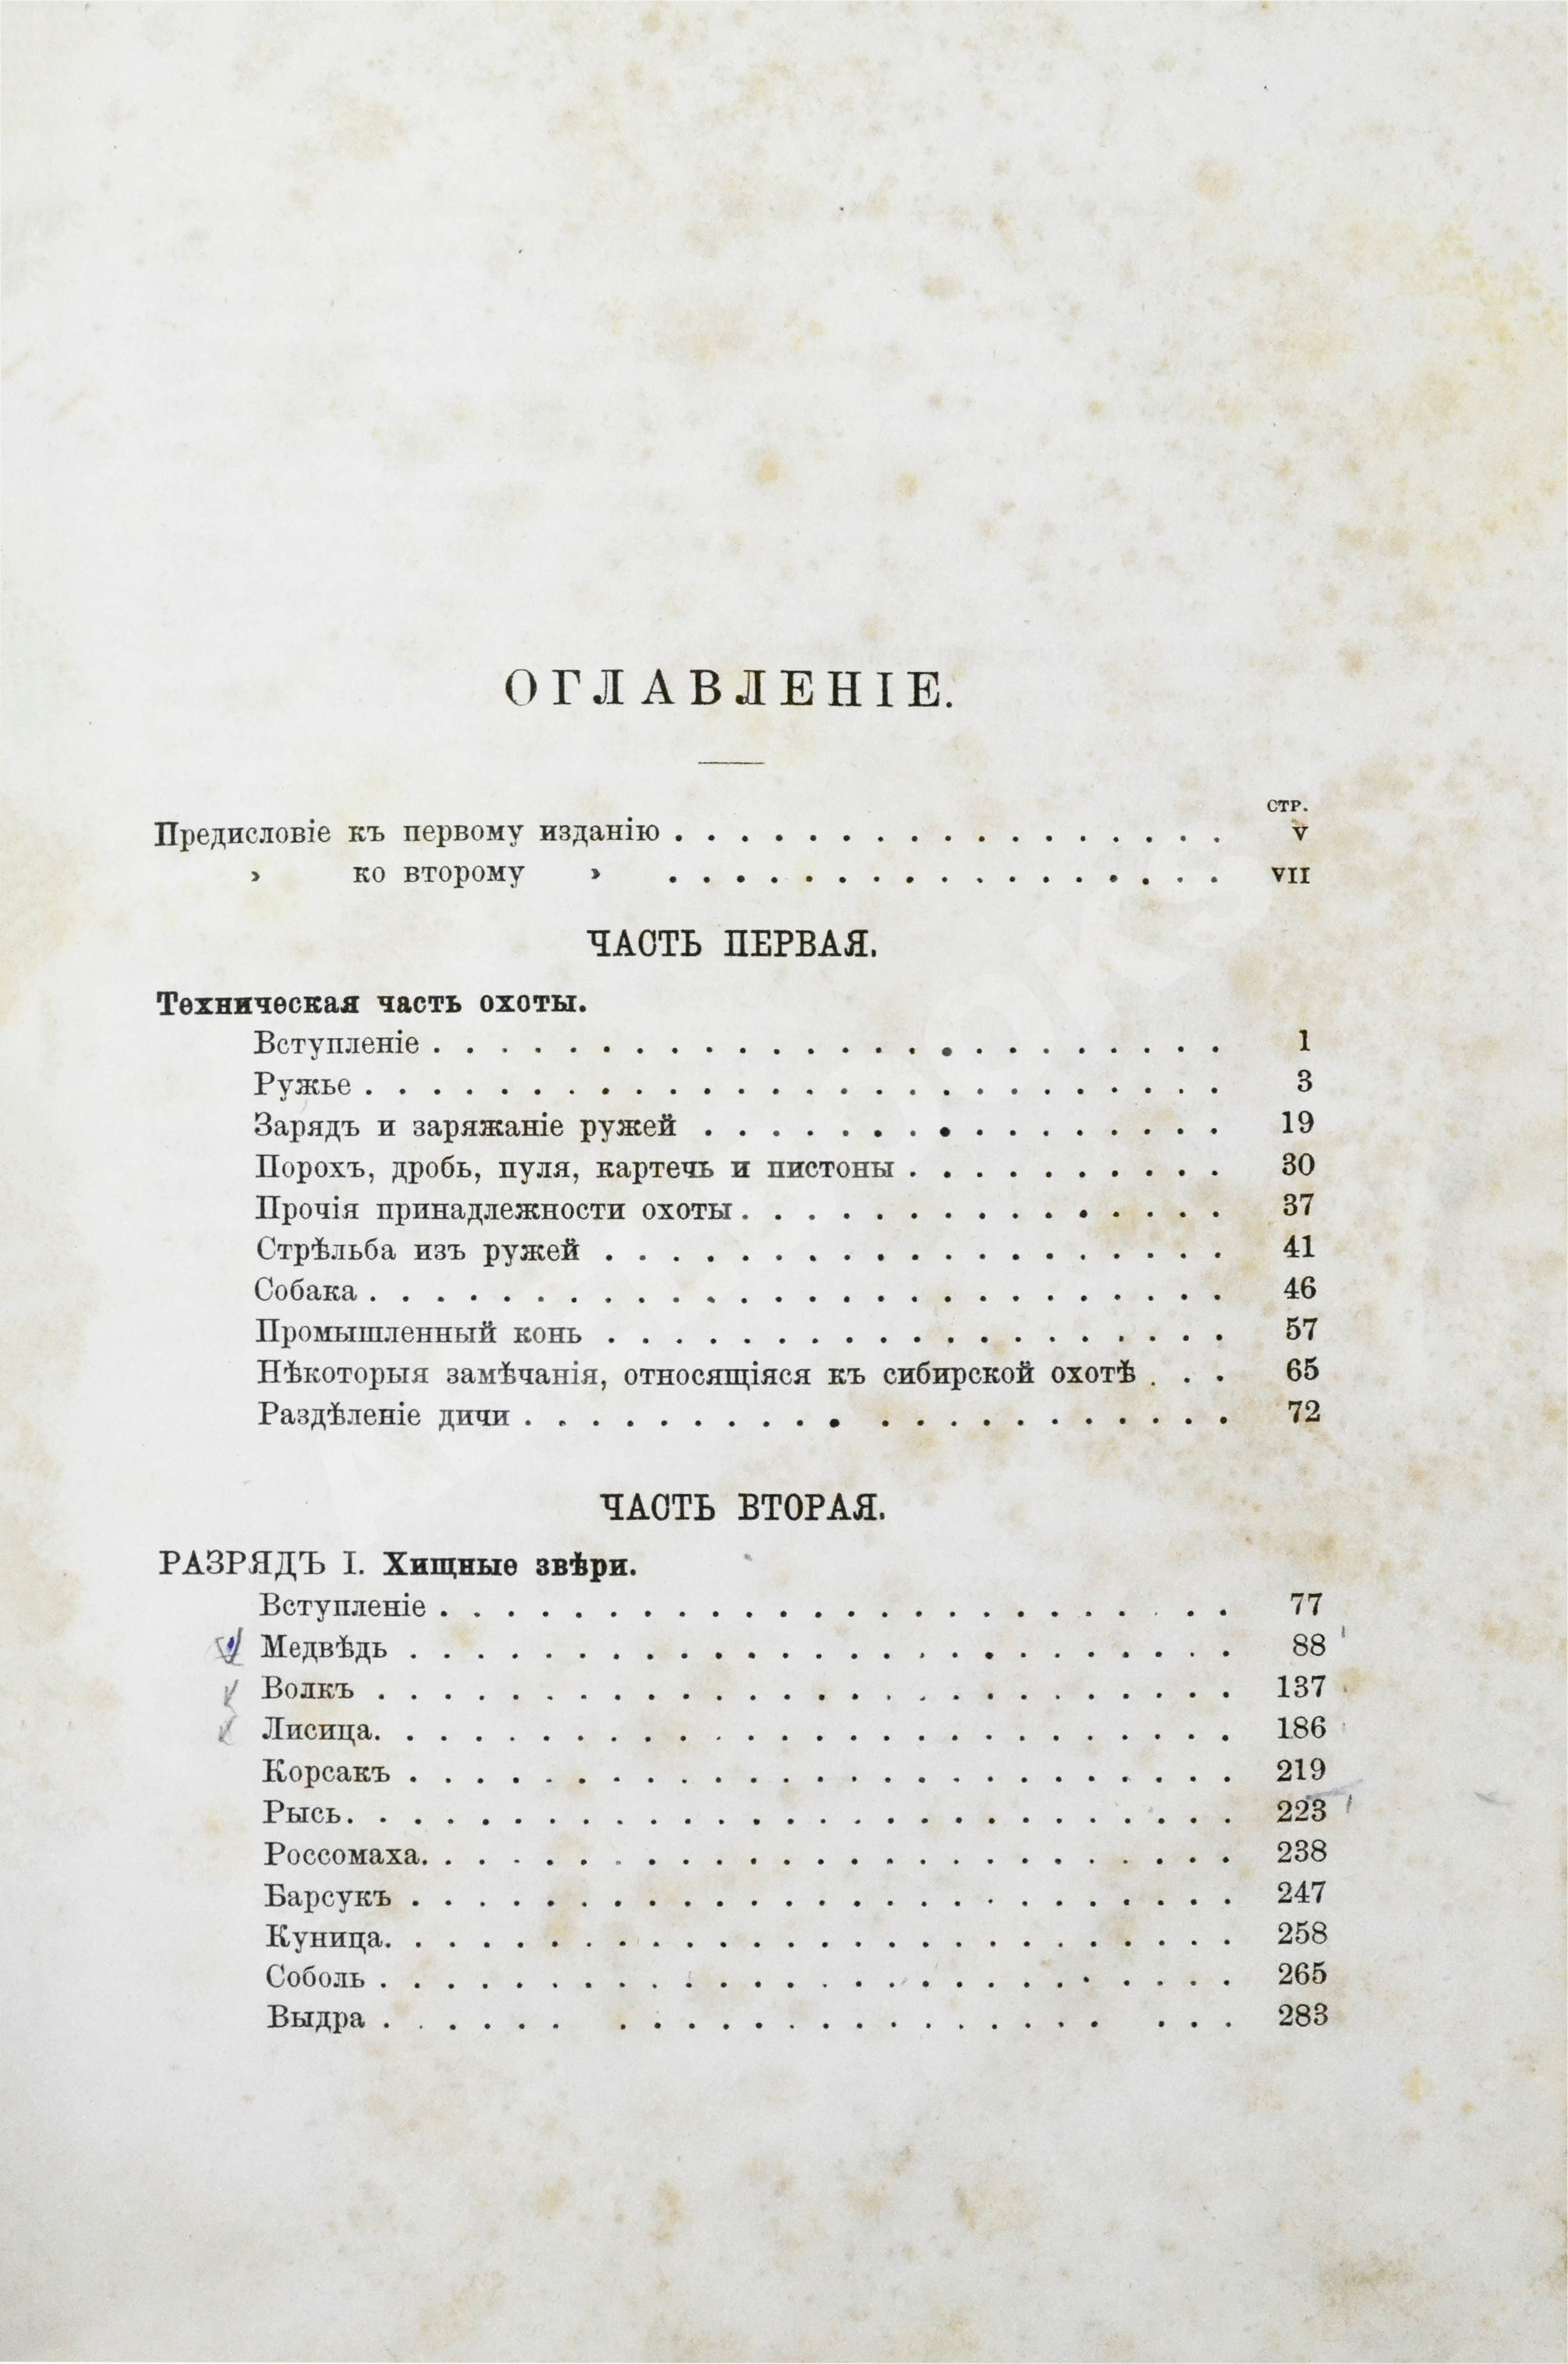 ОГЛАВЛЕНІЕ.
стр.
Предисловіе къ первому изданію . . . . . . . . . . . . . . . . . V
› ко второму › . . . . . . . . . . . . . . . . . VII
ЧАСТЬ ПЕРВАЯ.
Техническая часть охоты.
Вступленіе . . . . . . . . . . . . . . . . . . . . . . . . 1
Ружье . . . . . . . . . . . . . . . . . . . . . . . . . . 3
Зарядъ и заряжаніе ружей . . . . . . . . . . . . . . . . 19
Порохъ, дробь, пуля, картечь и пистоны . . . . . . . . . . 30
Прочія принадлежности охоты . . . . . . . . . . . . . . . 37
Стрѣльба изъ ружей . . . . . . . . . . . . . . . . . . . 41
Собака . . . . . . . . . . . . . . . . . . . . . . . . . . 46
Промышленный конь . . . . . . . . . . . . . . . . . . . 57
Нѣкоторыя замѣчанія, относящіяся къ сибирской охотѣ . . . 65
Раздѣленіе дичи . . . . . . . . . . . . . . . . . . . . . 72
ЧАСТЬ ВТОРАЯ.
РАЗРЯДЪ I. Хищные звѣри.
Вступленіе . . . . . . . . . . . . . . . . . . . . . . . . 77
Медвѣдь . . . . . . . . . . . . . . . . . . . . . . . . . 88
Волкъ . . . . . . . . . . . . . . . . . . . . . . . . . . 137
Лисица. . . . . . . . . . . . . . . . . . . . . . . . . . 186
Корсакъ . . . . . . . . . . . . . . . . . . . . . . . . . 219
Рысь. . . . . . . . . . . . . . . . . . . . . . . . . . . 223
Россомаха. . . . . . . . . . . . . . . . . . . . . . . . . 238
Барсукъ . . . . . . . . . . . . . . . . . . . . . . . . . 247
Куница. . . . . . . . . . . . . . . . . . . . . . . . . . 258
Соболь . . . . . . . . . . . . . . . . . . . . . . . . . . 265
Выдра . . . . . . . . . . . . . . . . . . . . . . . . . . 283